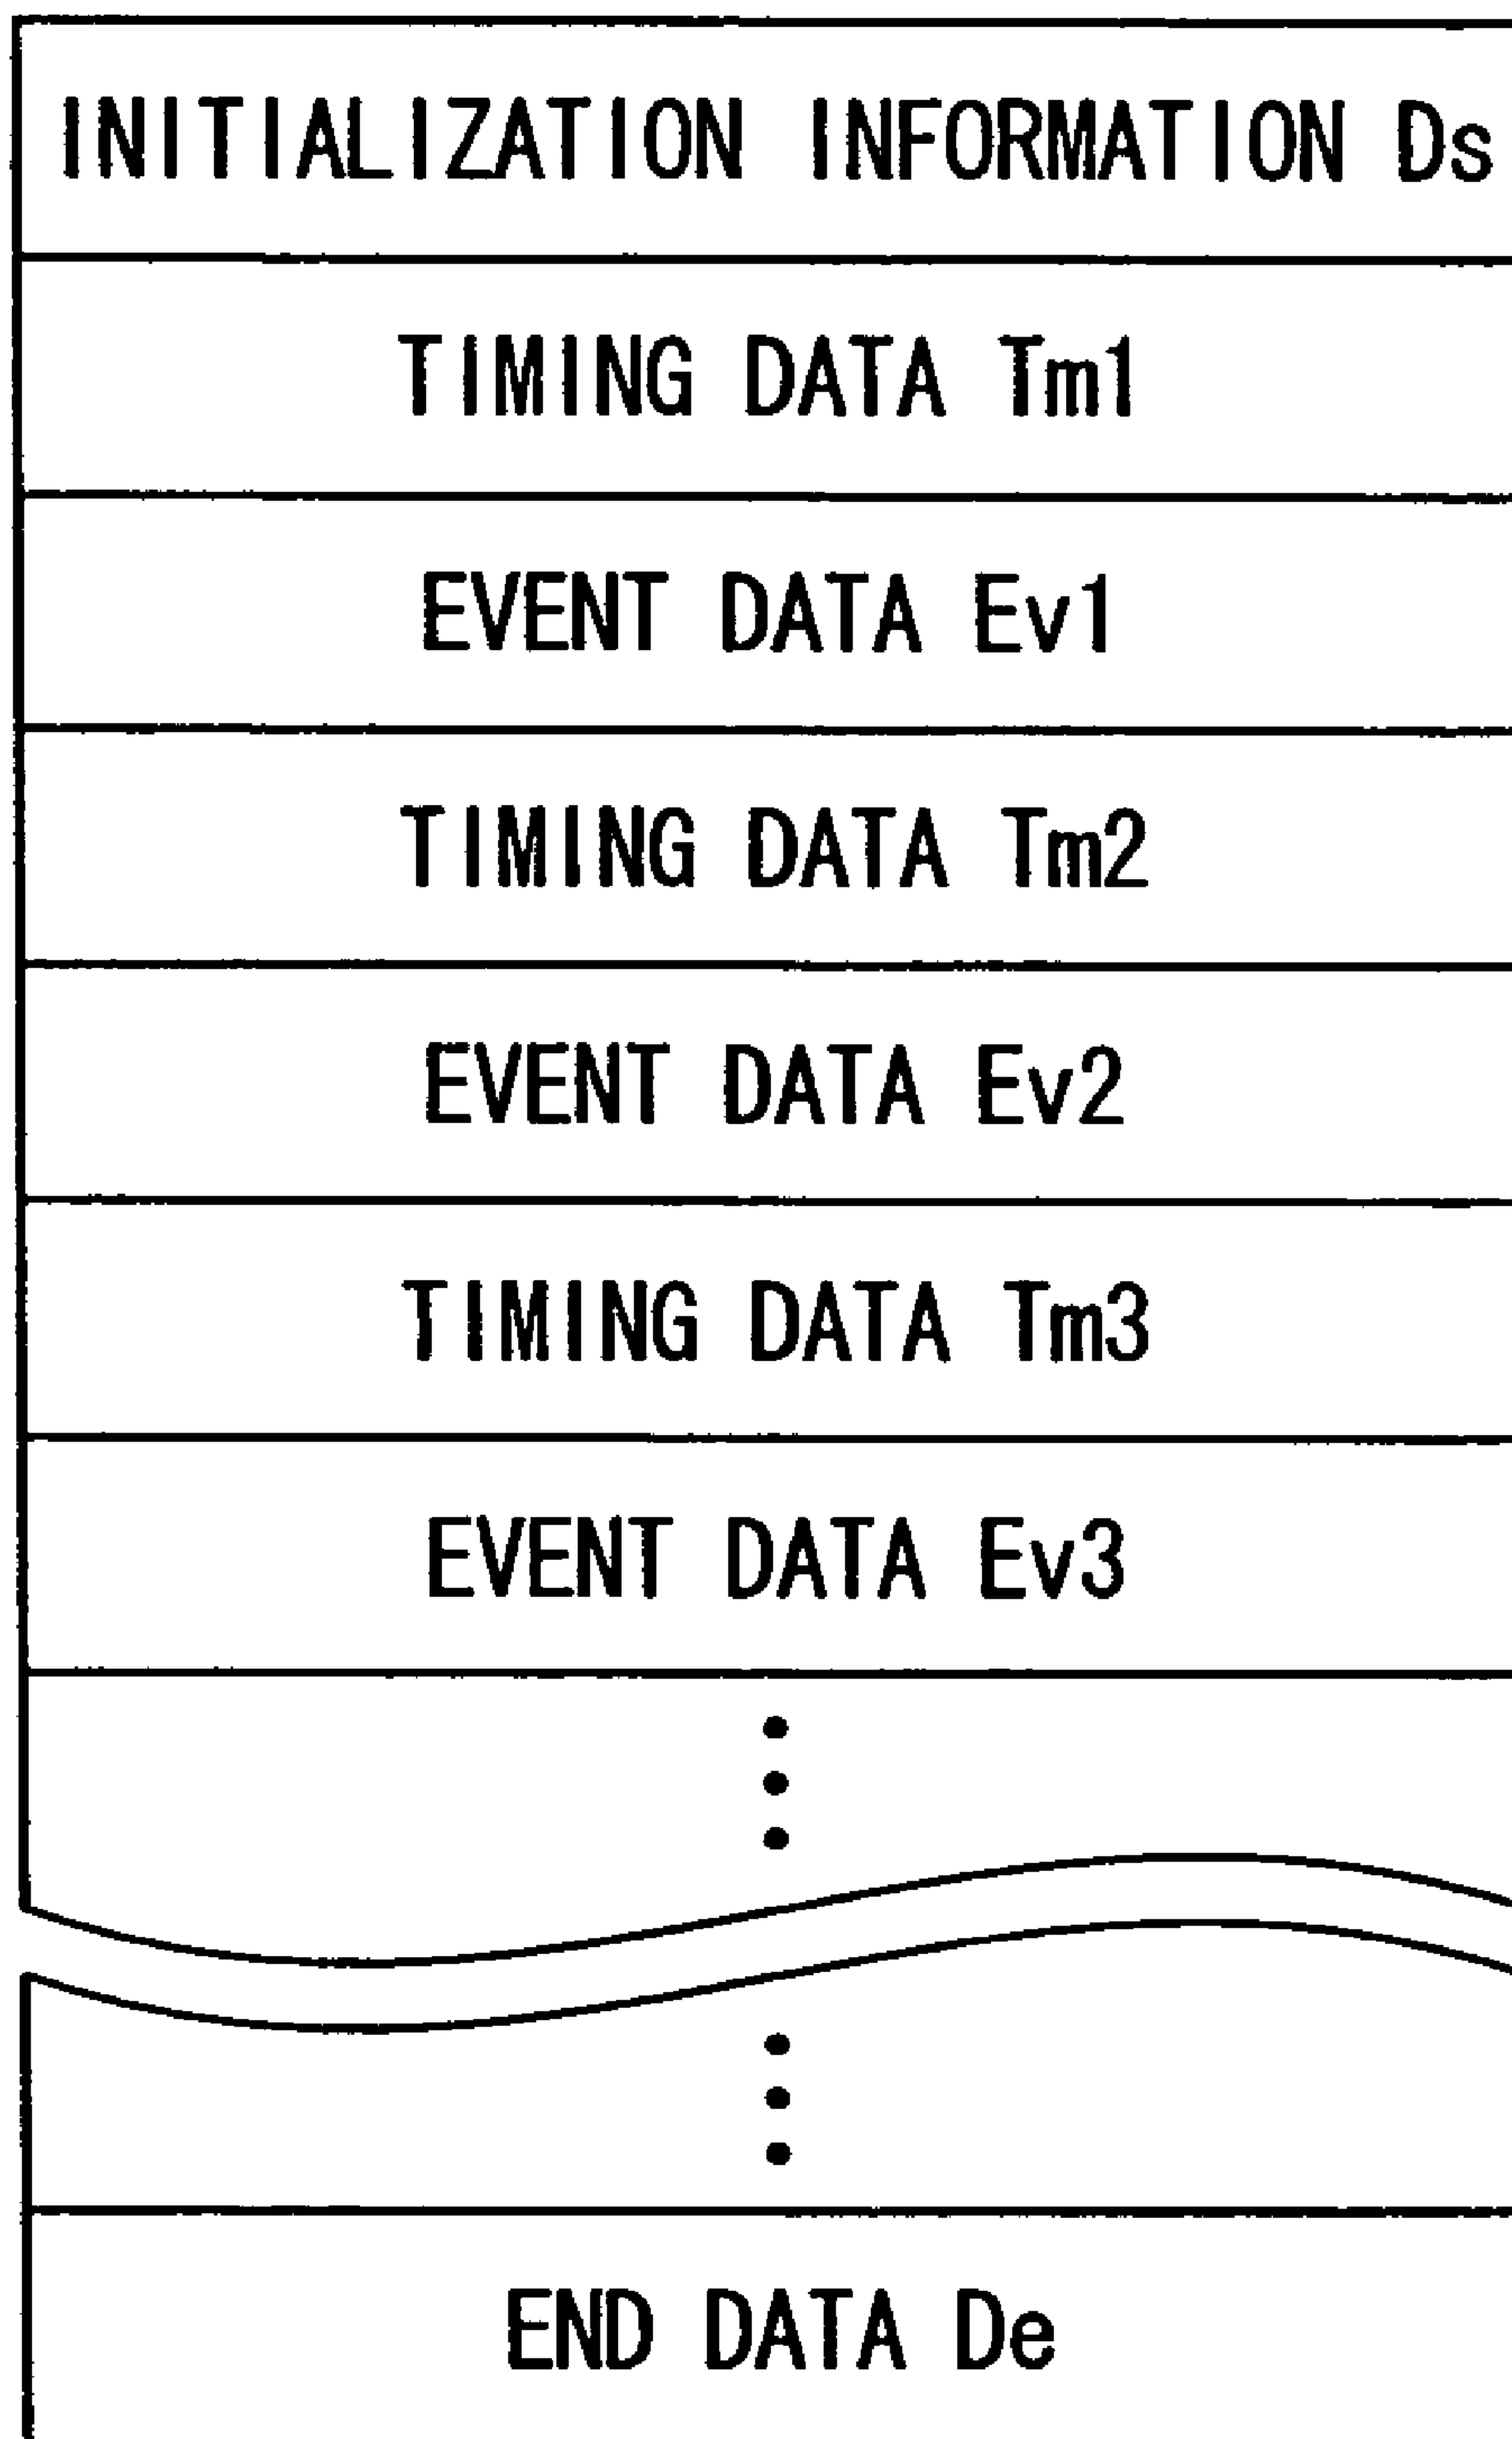 INITIALIZATION INFORMATION Ds
TIMING DATA Tm1
EVENT DATA Ev1
TIMING DATA Tm2
EVENT DATA Ev2
TIMING DATA Tm3
EVENT DATA Ev3
END DATA De